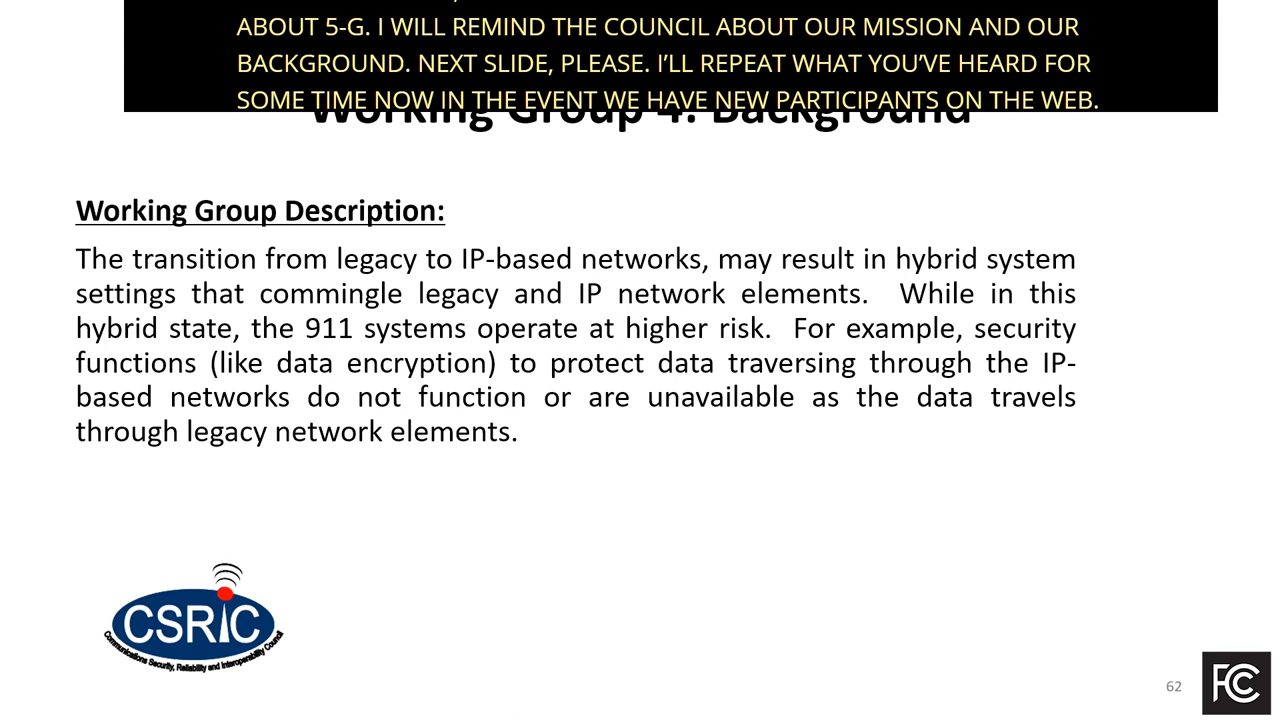 ABOUT 5-G. I WILL REMIND THE COUNCIL ABOUT OUR MISSION AND OUR
BACKGROUND. NEXT SLIDE, PLEASE. I’LL REPEAT WHAT YOU’VE HEARD FOR
SOME TIME NOW IN THE EVENT WE HAVE NEW PARTICIPANTS ON THE WEB.
Working Group 4: Background
Working Group Description:
The transition from legacy to IP-based networks, may result in hybrid system
settings that commingle legacy and IP network elements.  While in this
hybrid state, the 911 systems operate at higher risk.  For example, security
functions (like data encryption) to protect data traversing through the IP-
based networks do not function or are unavailable as the data travels
through legacy network elements.
CSRIC
Communications Security, Reliability and Interoperability Council
62
FCC